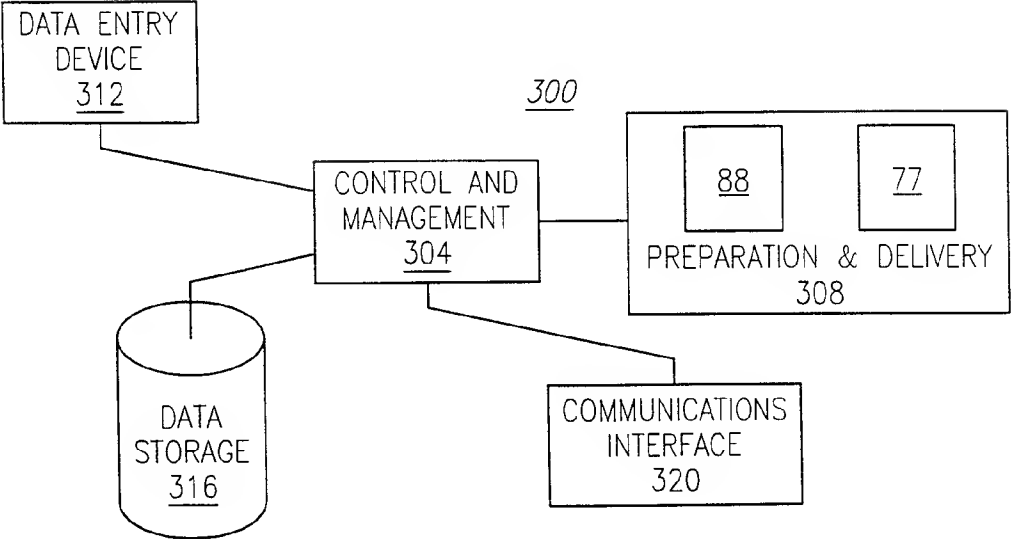 DATA ENTRY
DEVICE
312
300
88
77
CONTROL AND
MANAGEMENT
304
PREPARATION & DELIVERY
308
DATA
STORAGE
316
COMMUNICATIONS
INTERFACE
320